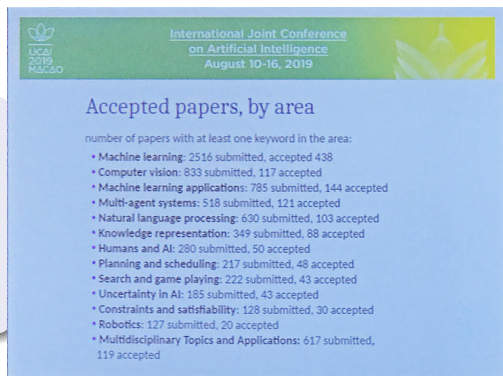 IJCAI
2019
MACAO
International Joint Conference
on Artificial Intelligence
August 10-16, 2019
Accepted papers, by area
number of papers with at least one keyword in the area:
• Machine learning: 2516 submitted, accepted 438
• Computer vision: 833 submitted, 117 accepted
• Machine learning applications: 785 submitted, 144 accepted
• Multi-agent systems: 518 submitted, 121 accepted
• Natural language processing: 630 submitted, 103 accepted
• Knowledge representation: 349 submitted, 88 accepted
• Humans and AI: 280 submitted, 50 accepted
• Planning and scheduling: 217 submitted, 48 accepted
• Search and game playing: 222 submitted, 43 accepted
• Uncertainty in AI: 185 submitted, 43 accepted
• Constraints and satisfiability: 128 submitted, 30 accepted
• Robotics: 127 submitted, 20 accepted
• Multidisciplinary Topics and Applications: 617 submitted,
119 accepted